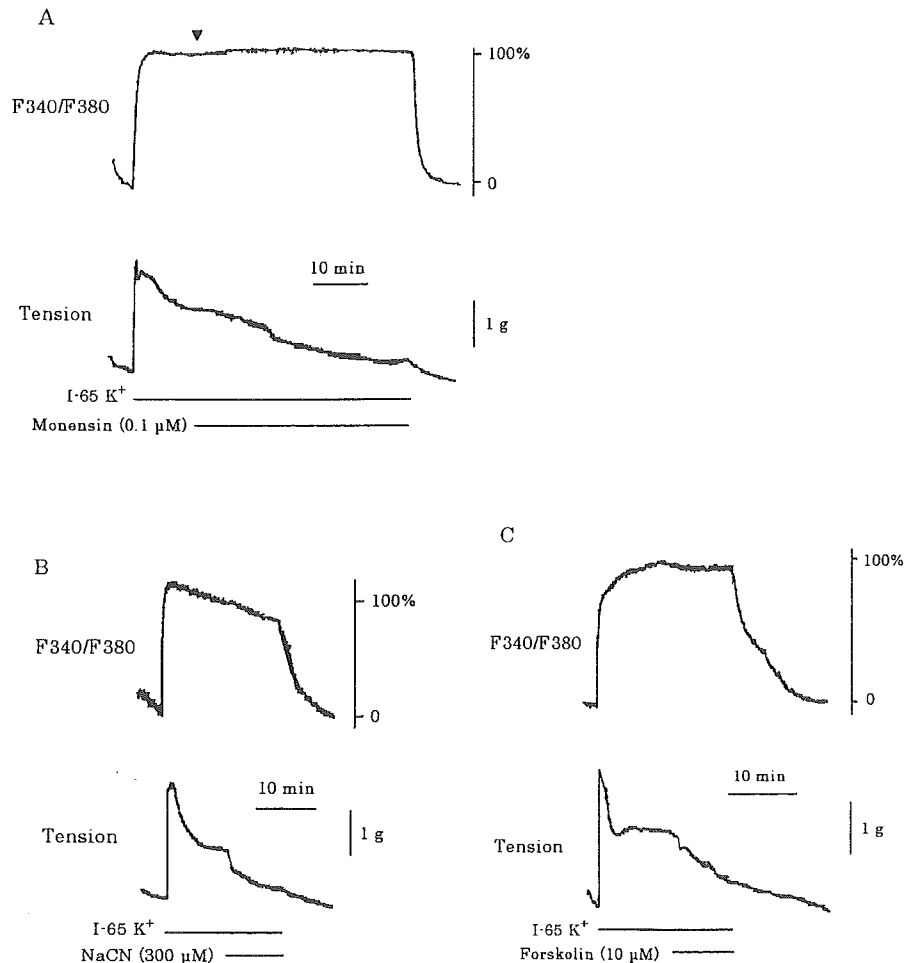 A
F340/F380
100%
0
10 min
Tension
1 g
I-65 K⁺
Monensin (0.1 μM)
B
F340/F380
100%
0
10 min
Tension
1 g
I-65 K⁺
NaCN (300 μM)
C
F340/F380
100%
0
10 min
Tension
1 g
I-65 K⁺
Forskolin (10 μM)